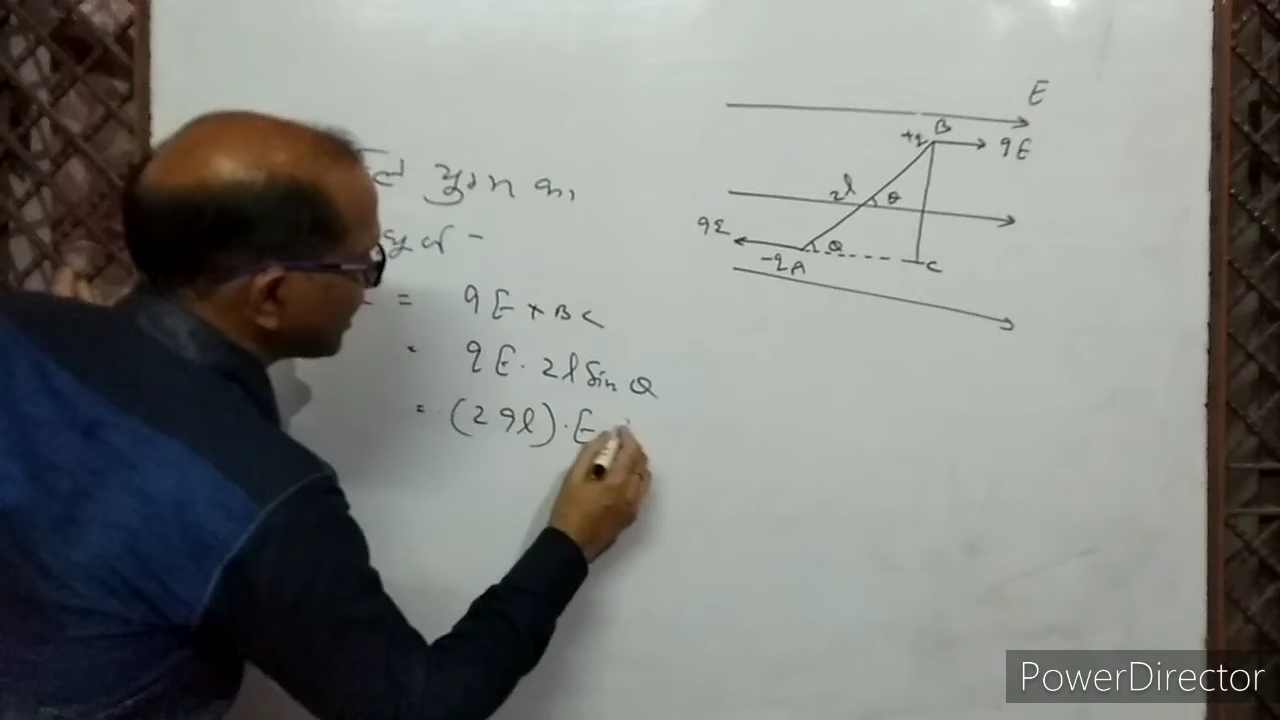 युग्म का
= qE × BC
= qE · 2l Sin θ
= (2ql) · E
E
B
+q
qE
2l
θ
qE
θ
-q A
C
PowerDirector